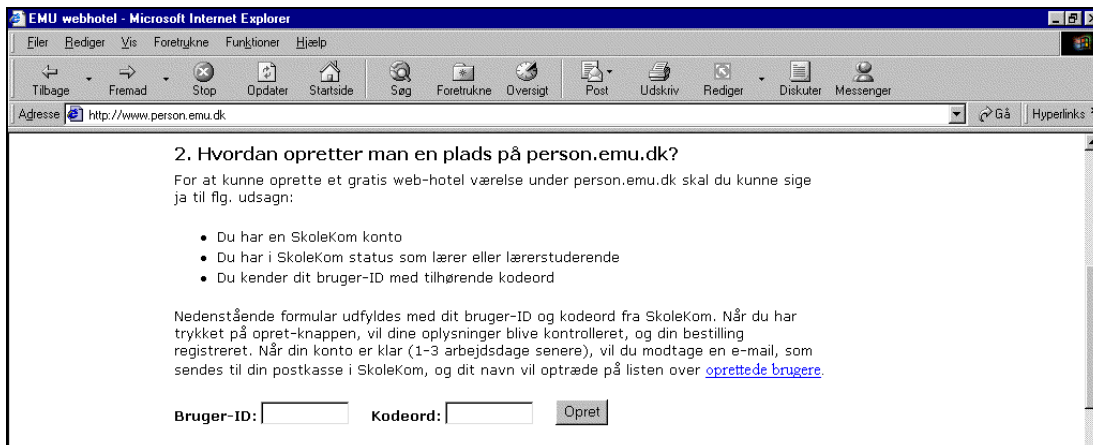 EMU webhotel - Microsoft Internet Explorer
Filer Rediger Vis Foretrukne Funktioner Hjælp
Tilbage Fremad Stop Opdater Startside Søg Foretrukne Oversigt Post Udskriv Rediger Diskuter Messenger
Adresse http://www.person.emu.dk Gå Hyperlinks
2. Hvordan opretter man en plads på person.emu.dk?
For at kunne oprette et gratis web-hotel værelse under person.emu.dk skal du kunne sige
ja til flg. udsagn:
• Du har en SkoleKom konto
• Du har i SkoleKom status som lærer eller lærerstuderende
• Du kender dit bruger-ID med tilhørende kodeord
Nedenstående formular udfyldes med dit bruger-ID og kodeord fra SkoleKom. Når du har
trykket på opret-knappen, vil dine oplysninger blive kontrolleret, og din bestilling
registreret. Når din konto er klar (1-3 arbejdsdage senere), vil du modtage en e-mail, som
sendes til din postkasse i SkoleKom, og dit navn vil optræde på listen over oprettede brugere.
Bruger-ID: Kodeord: Opret